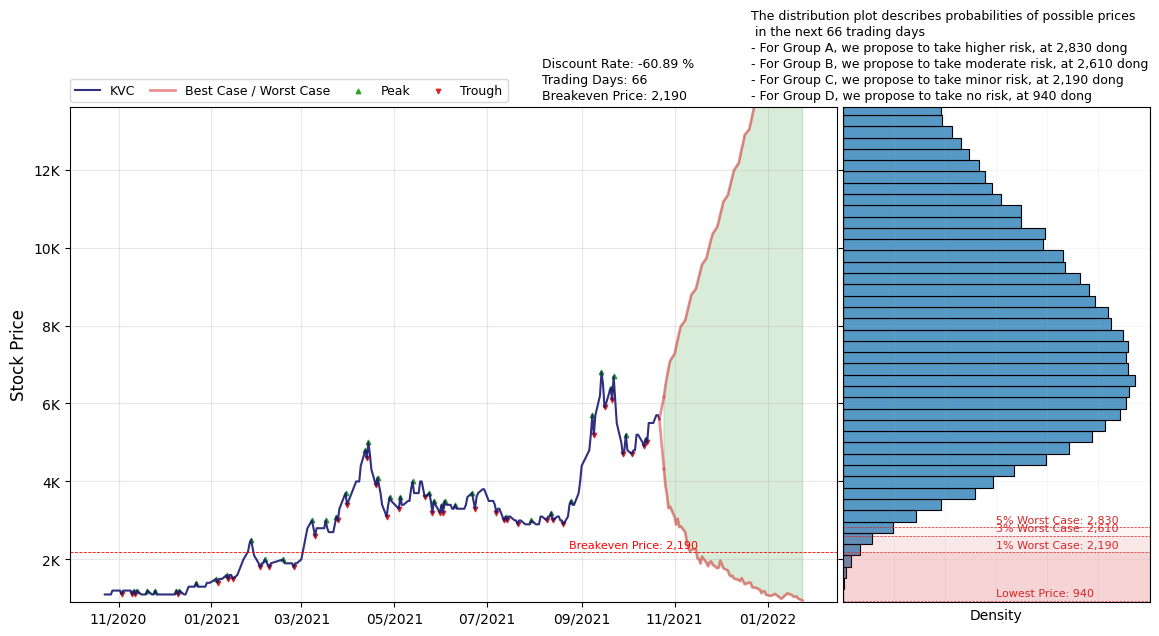 The distribution plot describes probabilities of possible prices
in the next 66 trading days
- For Group A, we propose to take higher risk, at 2,830 dong
- For Group B, we propose to take moderate risk, at 2,610 dong
- For Group C, we propose to take minor risk, at 2,190 dong
- For Group D, we propose to take no risk, at 940 dong
Discount Rate: -60.89 %
Trading Days: 66
Breakeven Price: 2,190
KVC
Best Case / Worst Case
Peak
Trough
Stock Price
12K
10K
8K
6K
4K
2K
Breakeven Price: 2,190
11/2020
01/2021
03/2021
05/2021
07/2021
09/2021
11/2021
01/2022
5% Worst Case: 2,830
3% Worst Case: 2,610
1% Worst Case: 2,190
Lowest Price: 940
Density